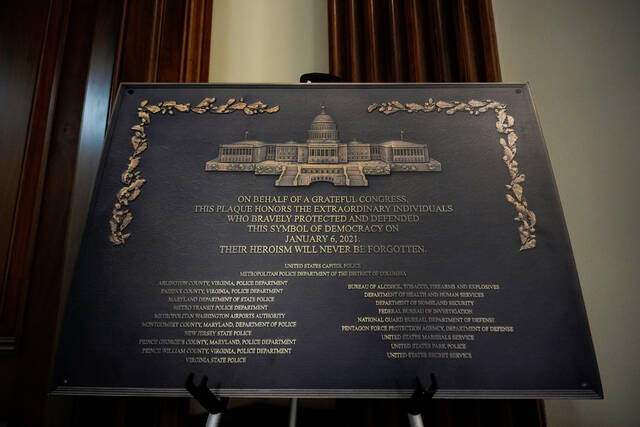 ON BEHALF OF A GRATEFUL CONGRESS,
THIS PLAQUE HONORS THE EXTRAORDINARY INDIVIDUALS
WHO BRAVELY PROTECTED AND DEFENDED
THIS SYMBOL OF DEMOCRACY ON
JANUARY 6, 2021.
THEIR HEROISM WILL NEVER BE FORGOTTEN.
UNITED STATES CAPITOL POLICE
METROPOLITAN POLICE DEPARTMENT OF THE DISTRICT OF COLUMBIA
ARLINGTON COUNTY, VIRGINIA, POLICE DEPARTMENT
FAIRFAX COUNTY, VIRGINIA, POLICE DEPARTMENT
MARYLAND DEPARTMENT OF STATE POLICE
METRO TRANSIT POLICE DEPARTMENT
METROPOLITAN WASHINGTON AIRPORTS AUTHORITY
MONTGOMERY COUNTY, MARYLAND, DEPARTMENT OF POLICE
NEW JERSEY STATE POLICE
PRINCE GEORGE'S COUNTY, MARYLAND, POLICE DEPARTMENT
PRINCE WILLIAM COUNTY, VIRGINIA, POLICE DEPARTMENT
VIRGINIA STATE POLICE
BUREAU OF ALCOHOL, TOBACCO, FIREARMS AND EXPLOSIVES
DEPARTMENT OF HEALTH AND HUMAN SERVICES
DEPARTMENT OF HOMELAND SECURITY
FEDERAL BUREAU OF INVESTIGATION
NATIONAL GUARD BUREAU, DEPARTMENT OF DEFENSE
PENTAGON FORCE PROTECTION AGENCY, DEPARTMENT OF DEFENSE
UNITED STATES MARSHALS SERVICE
UNITED STATES PARK POLICE
UNITED STATES SECRET SERVICE